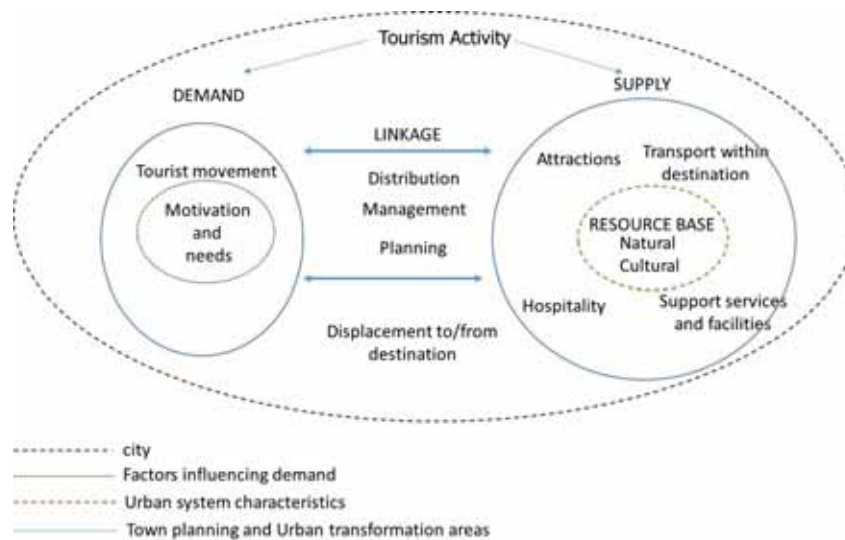 Tourism Activity
DEMAND
SUPPLY
LINKAGE
Tourist movement
Motivation
and
needs
Distribution
Management
Planning
Displacement to/from
destination
Attractions
Transport within
destination
RESOURCE BASE
Natural
Cultural
Hospitality
Support services
and facilities
city
Factors influencing demand
Urban system characteristics
Town planning and Urban transformation areas